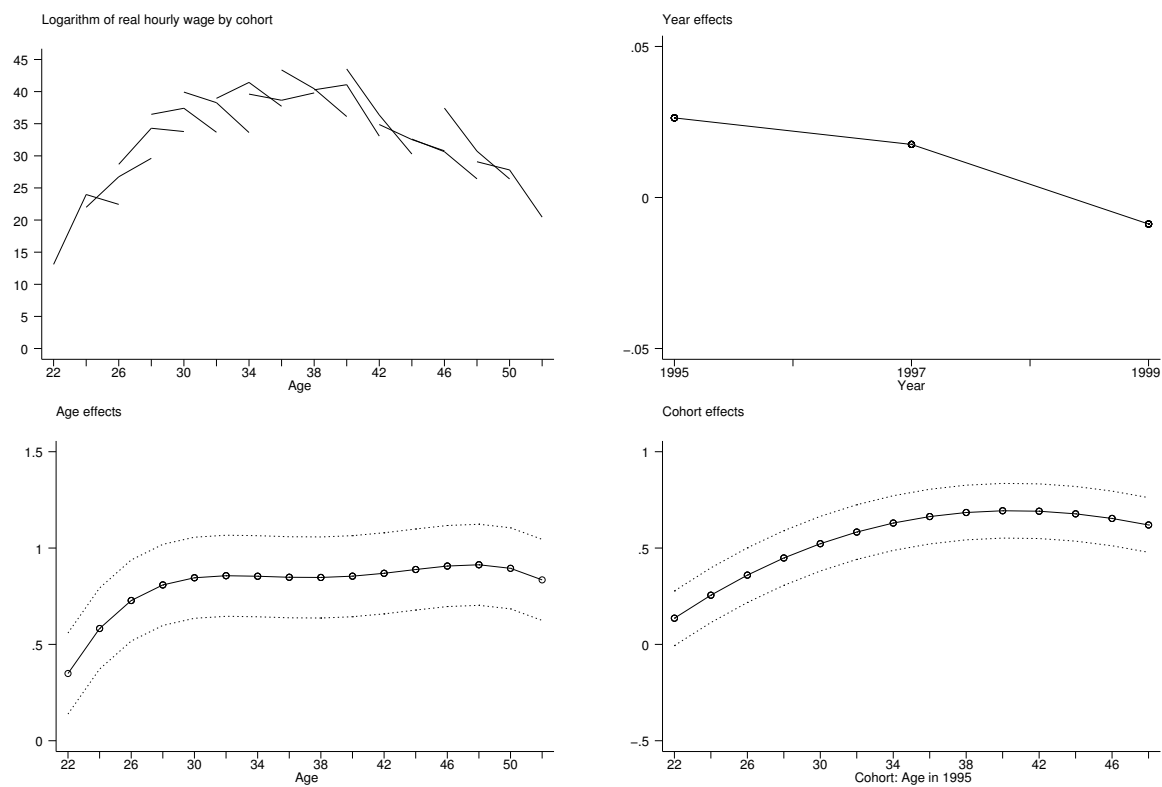 Logarithm of real hourly wage by cohort
45
40
35
30
25
20
15
10
5
0
22 26 30 34 38 42 46 50
Age
Year effects
.05
0
−.05
1995 1997 1999
Year
Age effects
1.5
1
.5
0
22 26 30 34 38 42 46 50
Age
Cohort effects
1
.5
0
−.5
22 26 30 34 38 42 46
Cohort: Age in 1995